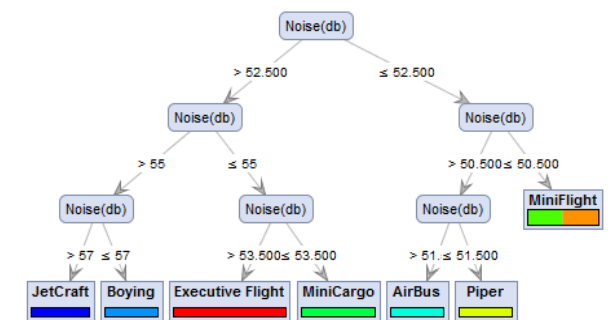 Noise(db)
> 52.500 ≤ 52.500
Noise(db) Noise(db)
> 55 ≤ 55 > 50.500≤ 50.500
Noise(db) Noise(db) Noise(db) MiniFlight
> 57 ≤ 57 > 53.500≤ 53.500 > 51.≤ 51.500
JetCraft Boying Executive Flight MiniCargo AirBus Piper